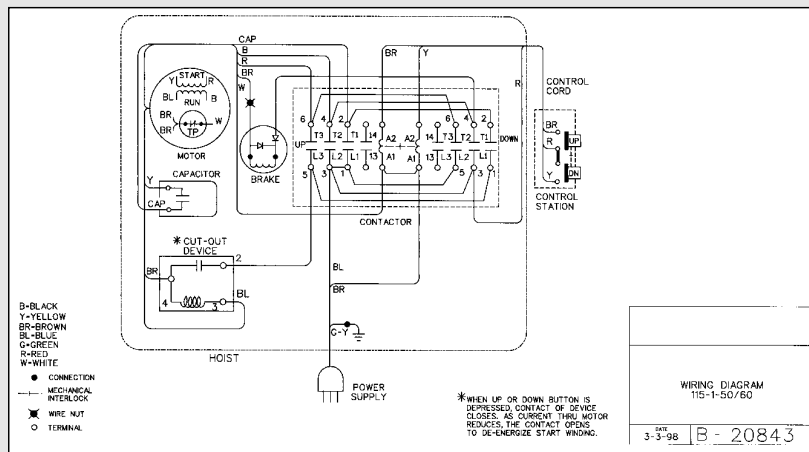 CAP
B
R
BR
W
BR
Y
R
CONTROL
CORD
Y START R
BL RUN B
BR
BR
TP
W
MOTOR
BRAKE
6 4 2
T3 T2 T1 14 A2 A2 14 T3 T2 T1
6 4 2
UP
DOWN
L3 L2 L1 13 A1 A1 13 L3 L2 L1
5 3 1
5 3
CONTACTOR
BR
R
Y
UP
DN
CONTROL
STATION
CAPACITOR
Y
CAP
* CUT-OUT
DEVICE
2
BR
4
3
BL
BL
BR
G-Y
HOIST
POWER
SUPPLY
B-BLACK
Y-YELLOW
BR-BROWN
BL-BLUE
G-GREEN
R-RED
W-WHITE
CONNECTION
MECHANICAL
INTERLOCK
WIRE NUT
TERMINAL
*WHEN UP OR DOWN BUTTON IS
DEPRESSED, CONTACT OF DEVICE
CLOSES. AS CURRENT THRU MOTOR
REDUCES, THE CONTACT OPENS
TO DE-ENERGIZE START WINDING.
WIRING DIAGRAM
115-1-50/60
DATE
3-3-98
B - 20843